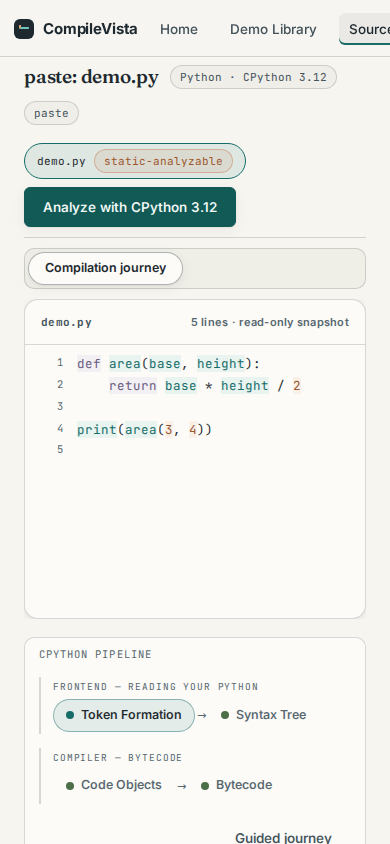 CompileVista Home Demo Library Source
paste: demo.py Python · CPython 3.12
paste
demo.py static-analyzable
Analyze with CPython 3.12
Compilation journey
demo.py 5 lines · read-only snapshot
1 def area(base, height):
2     return base * height / 2
3
4 print(area(3, 4))
5
CPYTHON PIPELINE
FRONTEND — READING YOUR PYTHON
Token Formation → Syntax Tree
COMPILER — BYTECODE
Code Objects → Bytecode
Guided journey